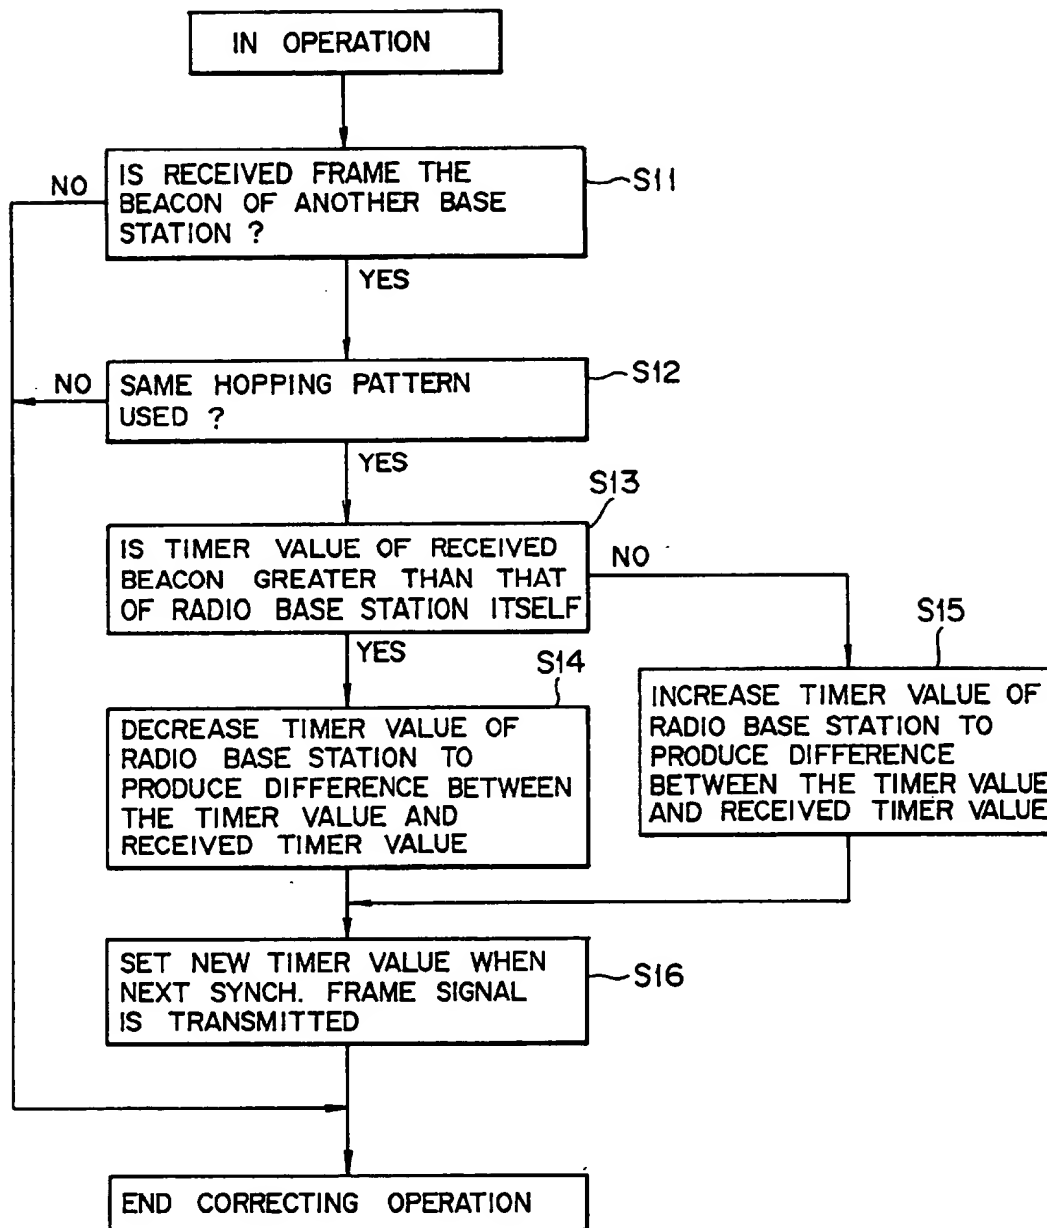 IN OPERATION
IS RECEIVED FRAME THE
BEACON OF ANOTHER BASE
STATION ?
S11
NO
YES
SAME HOPPING PATTERN
USED ?
S12
NO
YES
S13
IS TIMER VALUE OF RECEIVED
BEACON GREATER THAN THAT
OF RADIO BASE STATION ITSELF
NO
YES
S14
DECREASE TIMER VALUE OF
RADIO BASE STATION TO
PRODUCE DIFFERENCE BETWEEN
THE TIMER VALUE AND
RECEIVED TIMER VALUE
S15
INCREASE TIMER VALUE OF
RADIO BASE STATION TO
PRODUCE DIFFERENCE
BETWEEN THE TIMER VALUE
AND RECEIVED TIMER VALUE
SET NEW TIMER VALUE WHEN
NEXT SYNCH. FRAME SIGNAL
IS TRANSMITTED
S16
END CORRECTING OPERATION